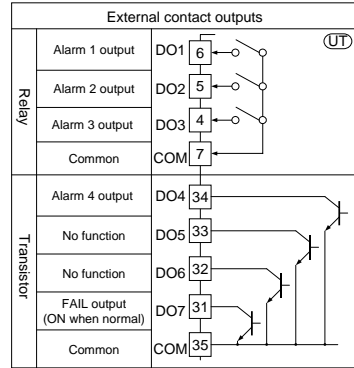 External contact outputs
UT
Relay
Alarm 1 output DO1 6
Alarm 2 output DO2 5
Alarm 3 output DO3 4
Common COM 7
Transistor
Alarm 4 output DO4 34
No function DO5 33
No function DO6 32
FAIL output
(ON when normal) DO7 31
Common COM 35